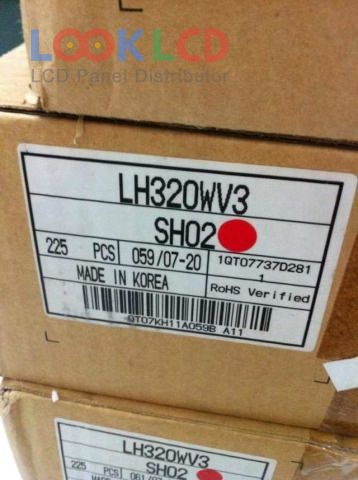 LOOKLCD
LCD Panel Distributor
LH320WV3
SH02
225 PCS 059/07-20 1QT07737D281
1
MADE IN KOREA RoHS Verified
QT07KH11A059B A11
LH320WV3
225 PCS SH02